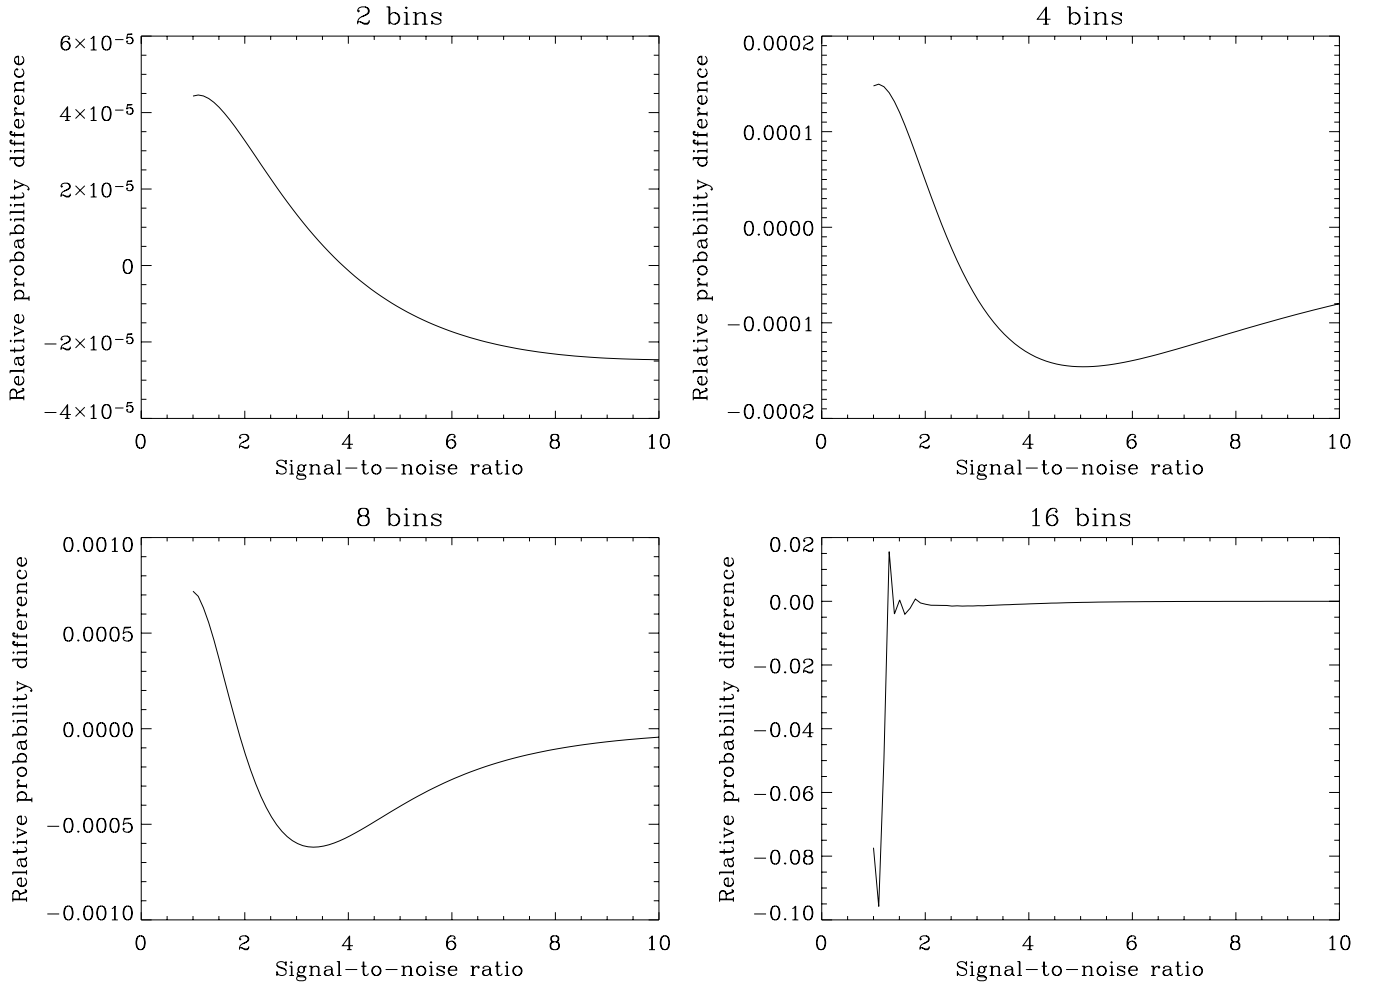 2 bins
Relative probability difference
6×10⁻⁵
4×10⁻⁵
2×10⁻⁵
0
−2×10⁻⁵
−4×10⁻⁵
0 2 4 6 8 10
Signal−to−noise ratio
4 bins
Relative probability difference
0.0002
0.0001
0.0000
−0.0001
−0.0002
0 2 4 6 8 10
Signal−to−noise ratio
8 bins
Relative probability difference
0.0010
0.0005
0.0000
−0.0005
−0.0010
0 2 4 6 8 10
Signal−to−noise ratio
16 bins
Relative probability difference
0.02
0.00
−0.02
−0.04
−0.06
−0.08
−0.10
0 2 4 6 8 10
Signal−to−noise ratio